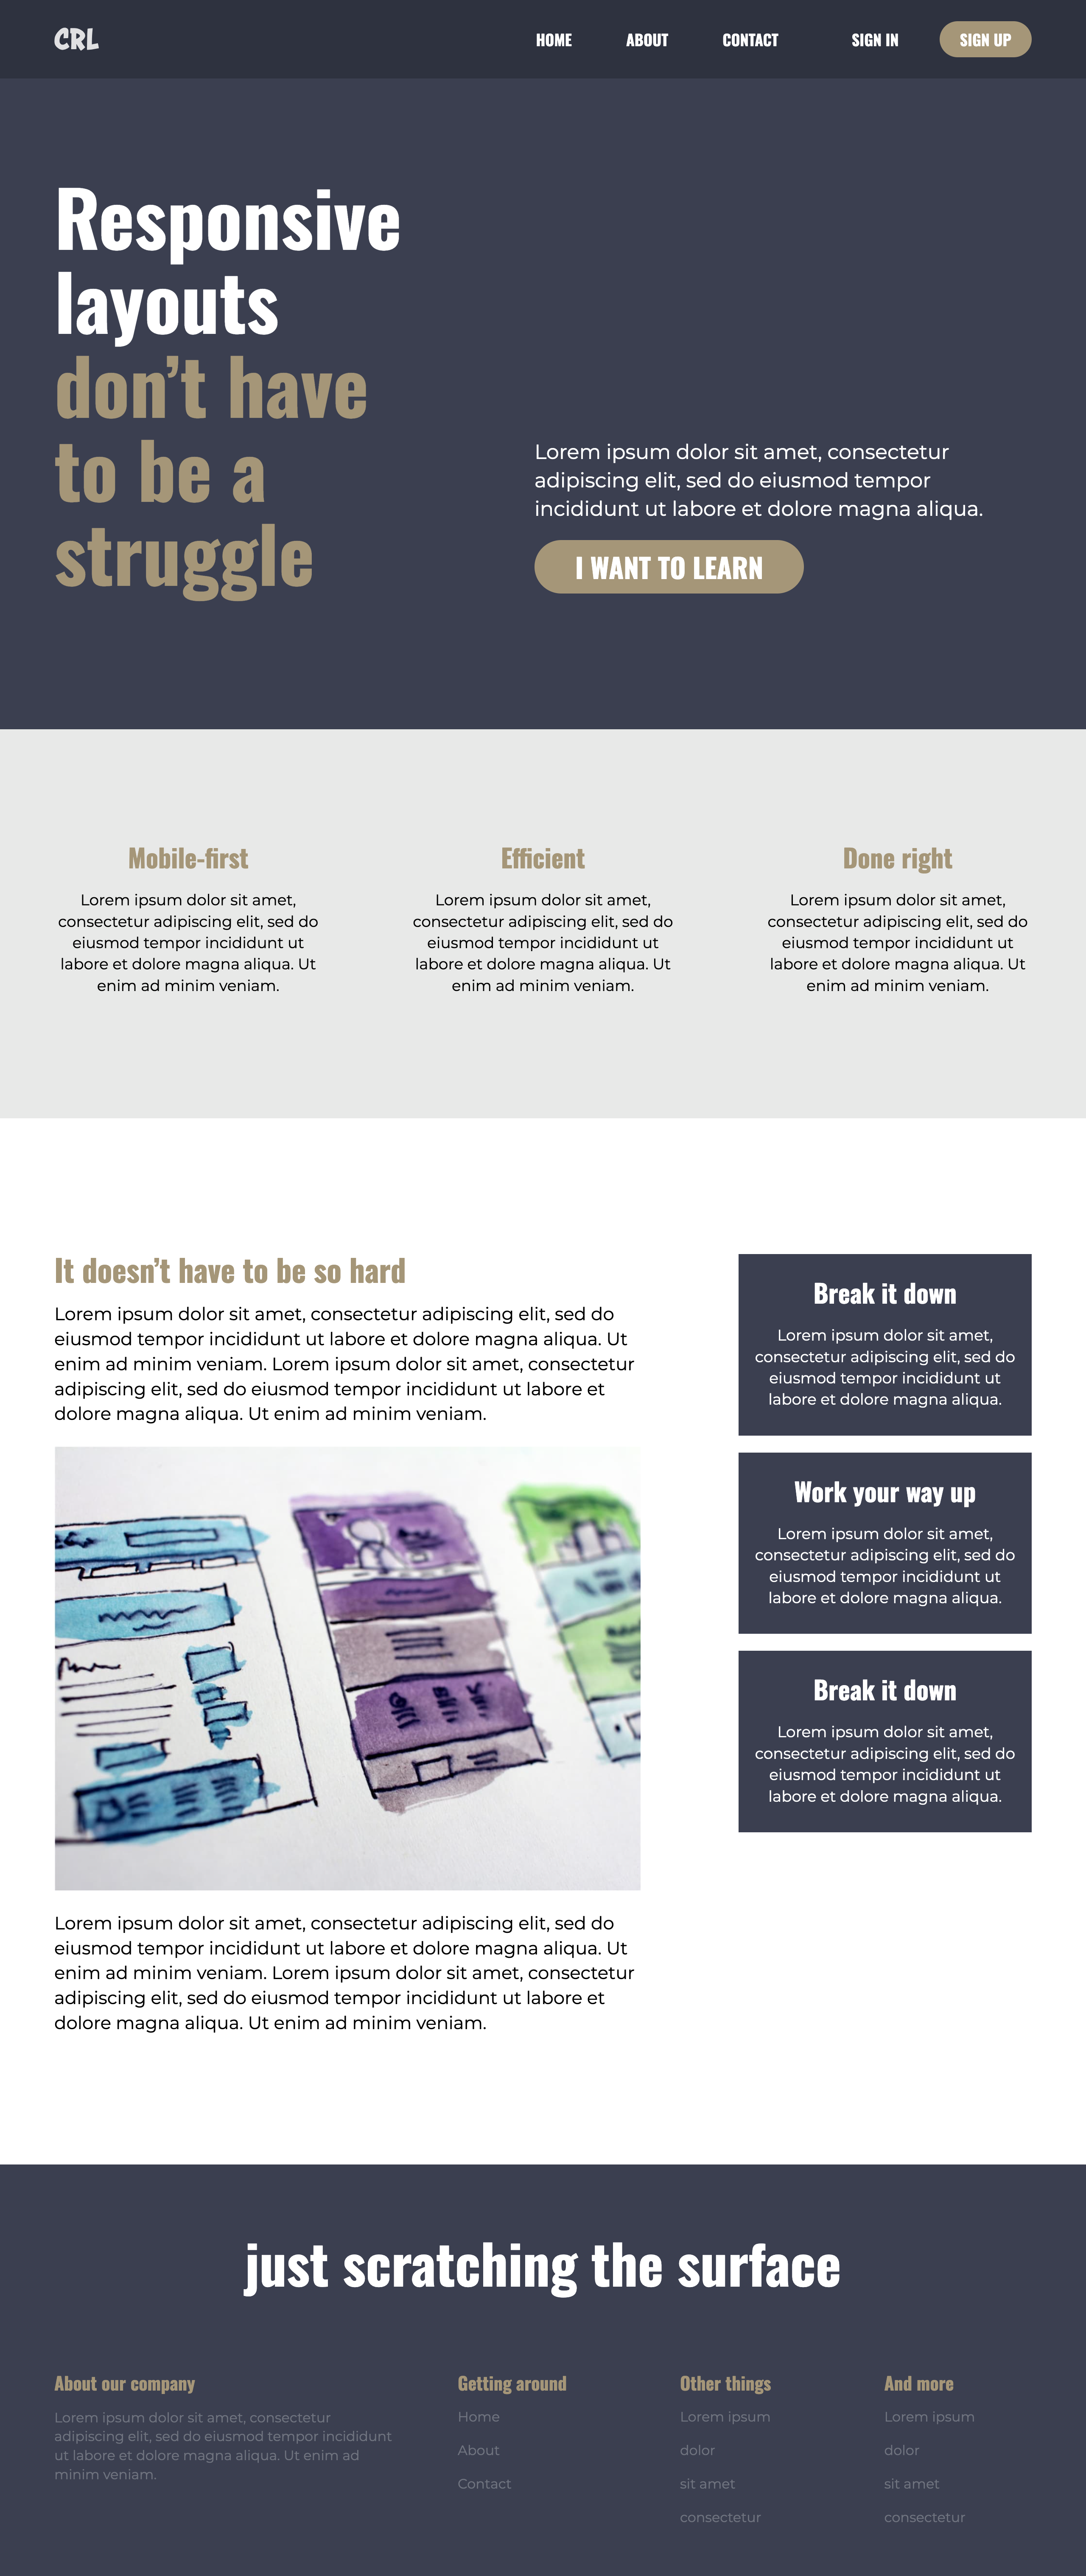 CRL
HOME ABOUT CONTACT SIGN IN SIGN UP
Responsive
layouts
don’t have
to be a
struggle
Lorem ipsum dolor sit amet, consectetur
adipiscing elit, sed do eiusmod tempor
incididunt ut labore et dolore magna aliqua.
I WANT TO LEARN
Mobile-first
Lorem ipsum dolor sit amet,
consectetur adipiscing elit, sed do
eiusmod tempor incididunt ut
labore et dolore magna aliqua. Ut
enim ad minim veniam.
Efficient
Lorem ipsum dolor sit amet,
consectetur adipiscing elit, sed do
eiusmod tempor incididunt ut
labore et dolore magna aliqua. Ut
enim ad minim veniam.
Done right
Lorem ipsum dolor sit amet,
consectetur adipiscing elit, sed do
eiusmod tempor incididunt ut
labore et dolore magna aliqua. Ut
enim ad minim veniam.
It doesn’t have to be so hard
Lorem ipsum dolor sit amet, consectetur adipiscing elit, sed do
eiusmod tempor incididunt ut labore et dolore magna aliqua. Ut
enim ad minim veniam. Lorem ipsum dolor sit amet, consectetur
adipiscing elit, sed do eiusmod tempor incididunt ut labore et
dolore magna aliqua. Ut enim ad minim veniam.
Lorem ipsum dolor sit amet, consectetur adipiscing elit, sed do
eiusmod tempor incididunt ut labore et dolore magna aliqua. Ut
enim ad minim veniam. Lorem ipsum dolor sit amet, consectetur
adipiscing elit, sed do eiusmod tempor incididunt ut labore et
dolore magna aliqua. Ut enim ad minim veniam.
Break it down
Lorem ipsum dolor sit amet,
consectetur adipiscing elit, sed do
eiusmod tempor incididunt ut
labore et dolore magna aliqua.
Work your way up
Lorem ipsum dolor sit amet,
consectetur adipiscing elit, sed do
eiusmod tempor incididunt ut
labore et dolore magna aliqua.
Break it down
Lorem ipsum dolor sit amet,
consectetur adipiscing elit, sed do
eiusmod tempor incididunt ut
labore et dolore magna aliqua.
just scratching the surface
About our company
Lorem ipsum dolor sit amet, consectetur
adipiscing elit, sed do eiusmod tempor incididunt
ut labore et dolore magna aliqua. Ut enim ad
minim veniam.
Getting around
Home
About
Contact
Other things
Lorem ipsum
dolor
sit amet
consectetur
And more
Lorem ipsum
dolor
sit amet
consectetur